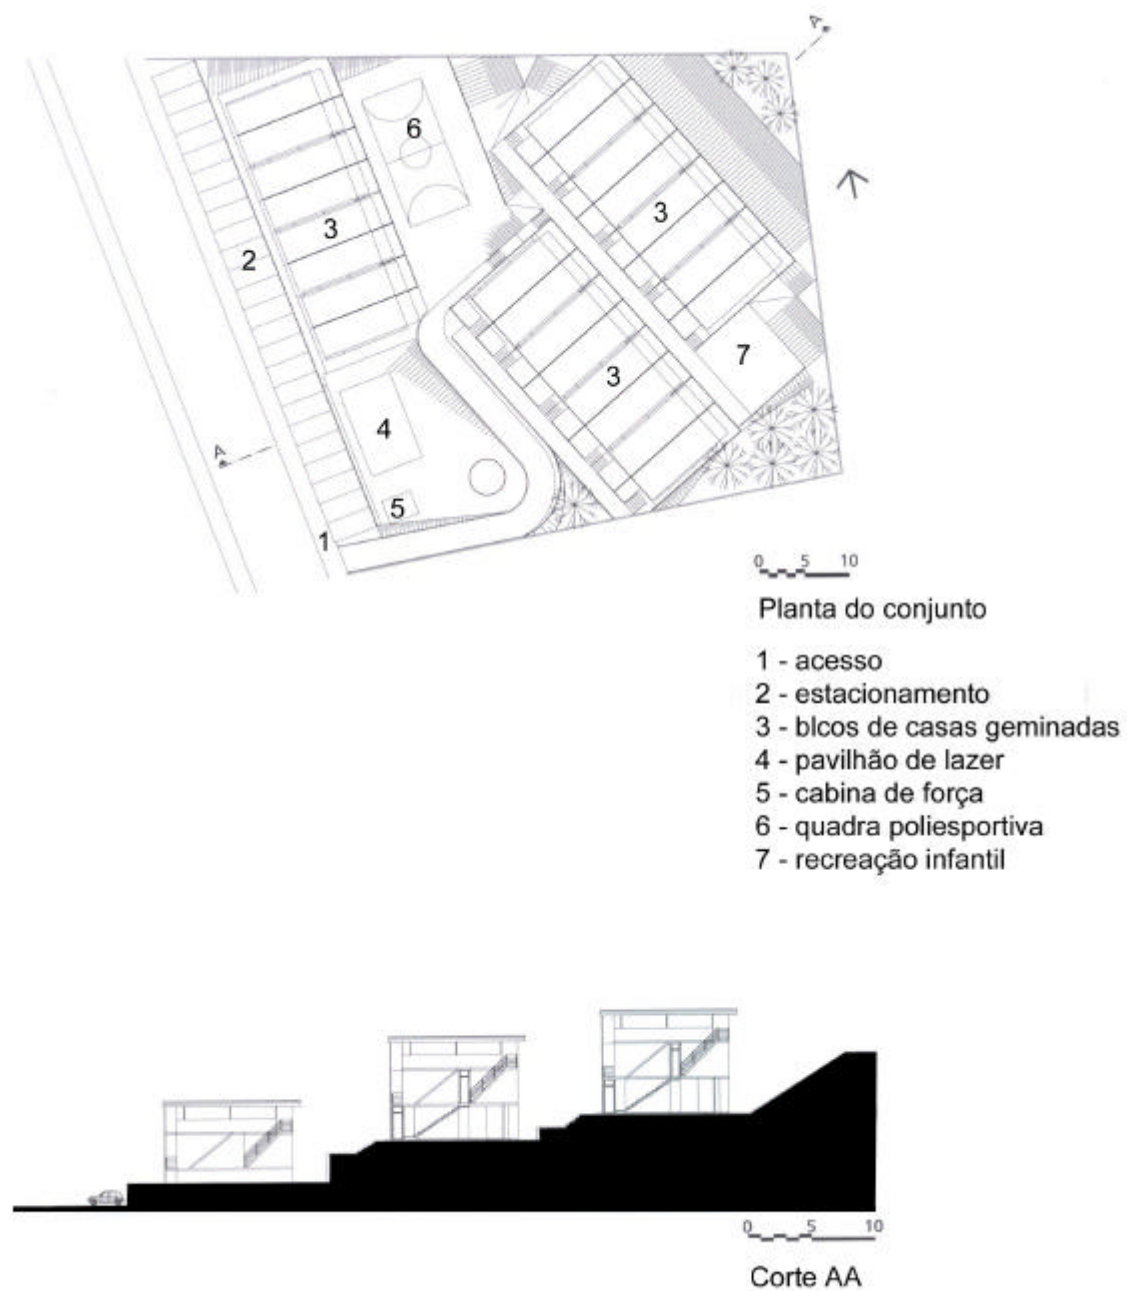 A
6
3
3
2
7
3
4
A
5
1
0 5 10
Planta do conjunto
1 - acesso
2 - estacionamento
3 - blcos de casas geminadas
4 - pavilhão de lazer
5 - cabina de força
6 - quadra poliesportiva
7 - recreação infantil
0 5 10
Corte AA